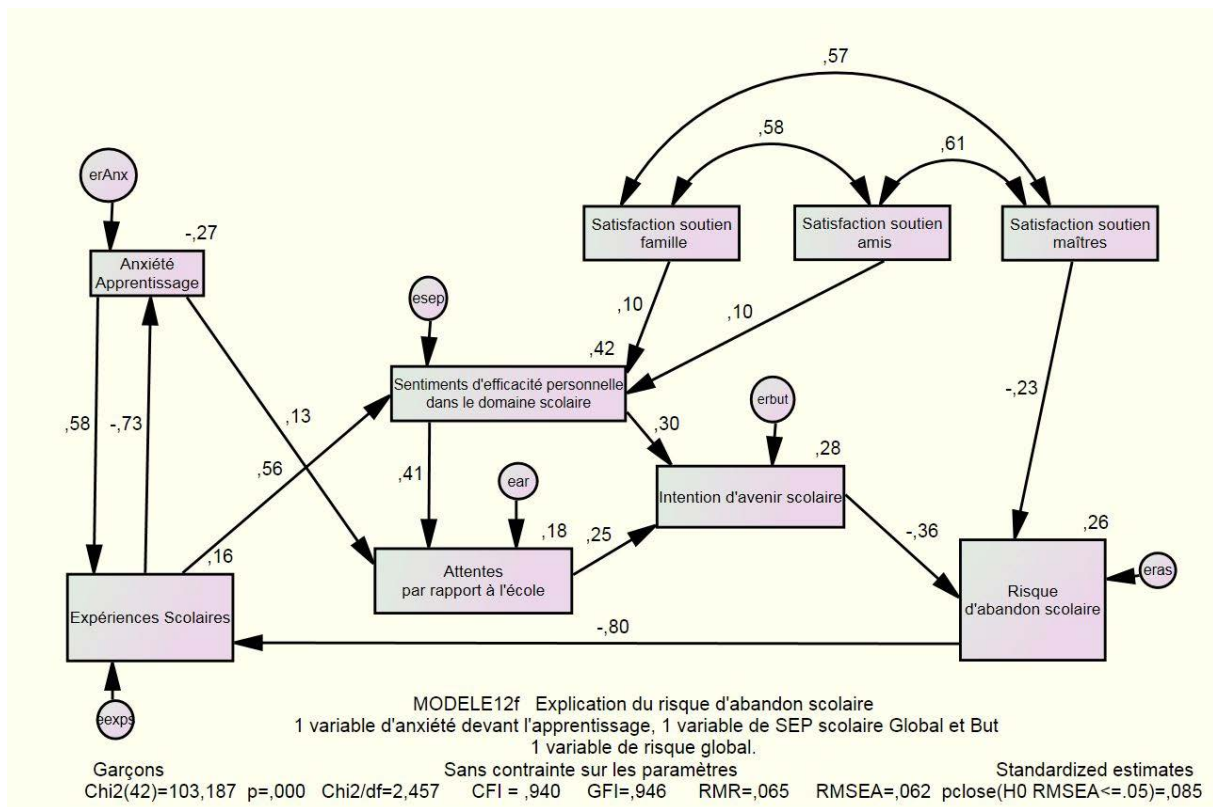 ,57
,58
,61
erAnx
Satisfaction soutien
famille
Satisfaction soutien
amis
Satisfaction soutien
maîtres
-,27
Anxiété
Apprentissage
esep
,10
,10
,42
Sentiments d'efficacité personnelle
dans le domaine scolaire
-,23
erbut
,58
-,73
,13
,56
,30
,41
,28
ear
Intention d'avenir scolaire
,16
,18
,25
-,36
,26
Attentes
par rapport à l'école
eras
Expériences Scolaires
Risque
d'abandon scolaire
-,80
eexps
MODELE12f Explication du risque d'abandon scolaire
1 variable d'anxiété devant l'apprentissage, 1 variable de SEP scolaire Global et But
1 variable de risque global.
Garçons Sans contrainte sur les paramètres Standardized estimates
Chi2(42)=103,187 p=,000 Chi2/df=2,457 CFI = ,940 GFI=,946 RMR=,065 RMSEA=,062 pclose(H0 RMSEA<=.05)=,085